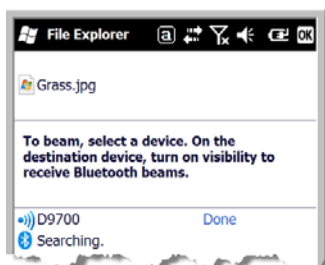 File Explorer a OK
Grass.jpg
To beam, select a device. On the
destination device, turn on visibility to
receive Bluetooth beams.
D9700 Done
Searching.